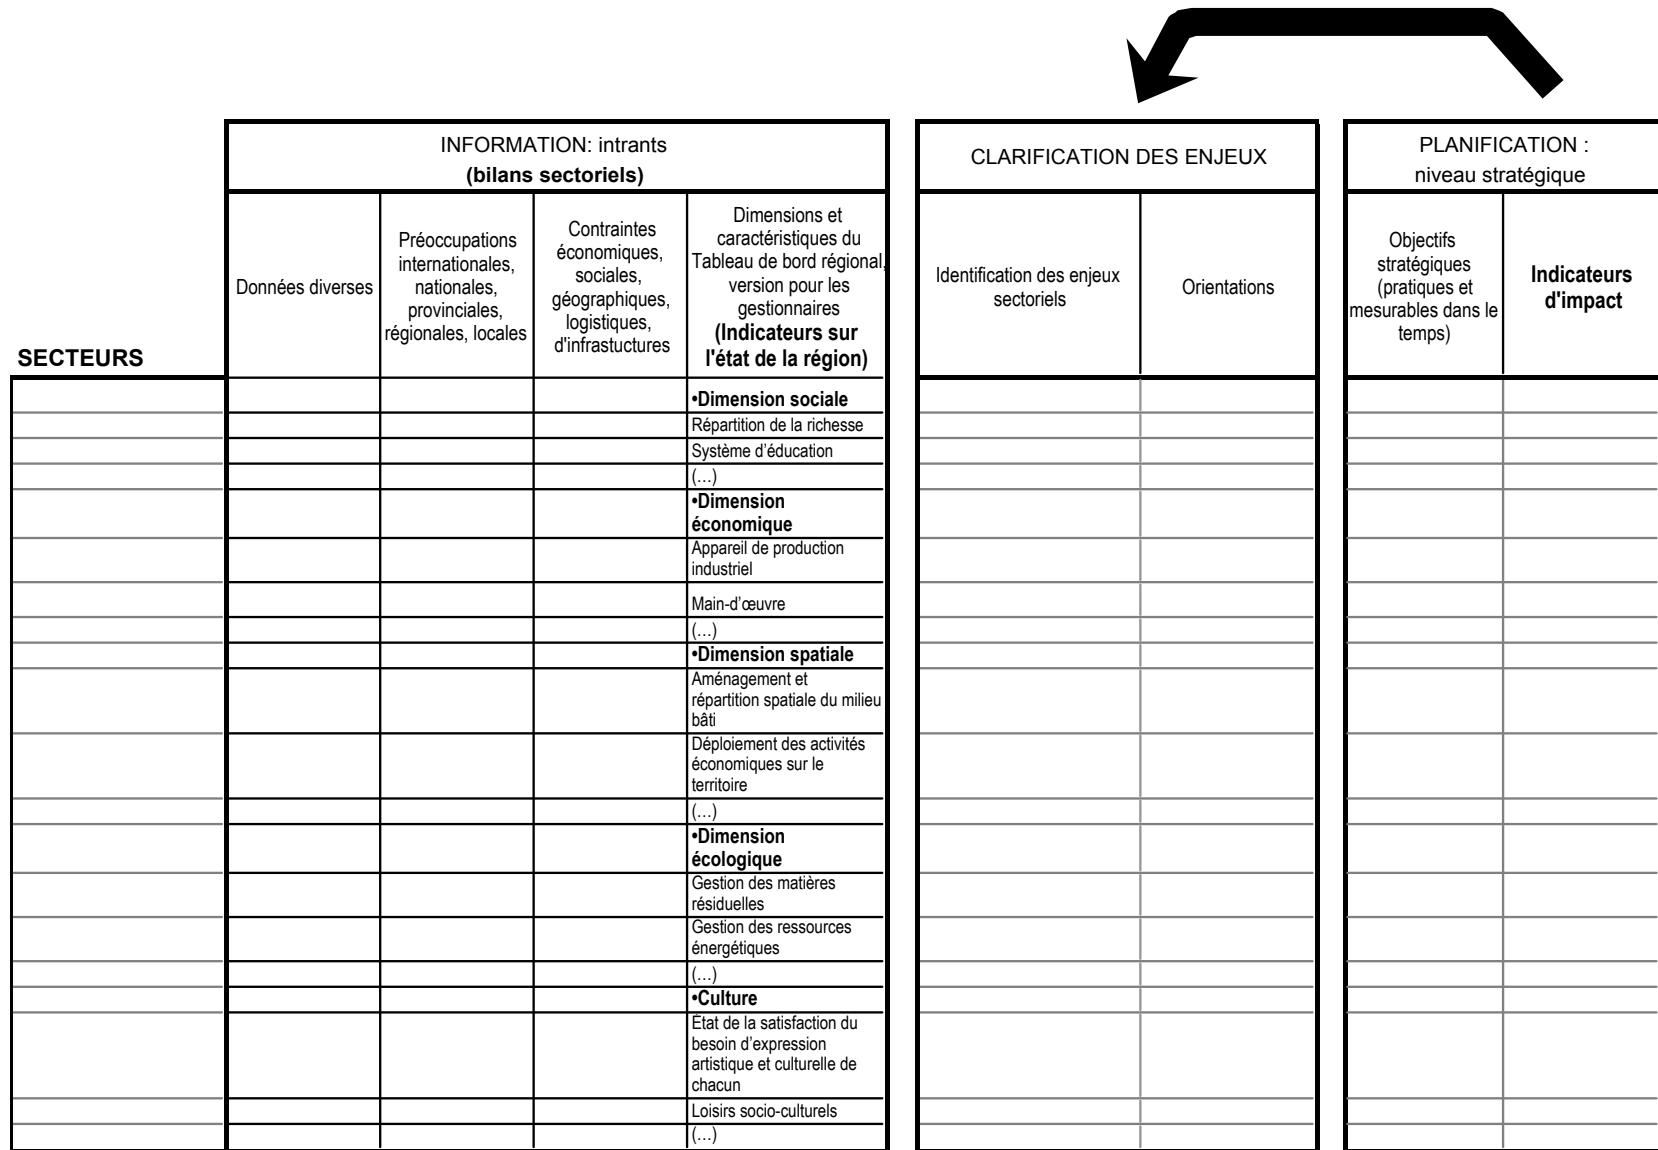 INFORMATION: intrants
(bilans sectoriels)
CLARIFICATION DES ENJEUX
PLANIFICATION :
niveau stratégique
SECTEURS
Données diverses
Préoccupations
internationales,
nationales,
provinciales,
régionales, locales
Contraintes
économiques,
sociales,
géographiques,
logistiques,
d'infrastuctures
Dimensions et
caractéristiques du
Tableau de bord régional,
version pour les
gestionnaires
(Indicateurs sur
l'état de la région)
Identification des enjeux
sectoriels
Orientations
Objectifs
stratégiques
(pratiques et
mesurables dans le
temps)
Indicateurs
d'impact
•Dimension sociale
Répartition de la richesse
Système d’éducation
(…)
•Dimension
économique
Appareil de production
industriel
Main-d’œuvre
(…)
•Dimension spatiale
Aménagement et
répartition spatiale du milieu
bâti
Déploiement des activités
économiques sur le
territoire
(…)
•Dimension
écologique
Gestion des matières
résiduelles
Gestion des ressources
énergétiques
(…)
•Culture
État de la satisfaction du
besoin d’expression
artistique et culturelle de
chacun
Loisirs socio-culturels
(…)